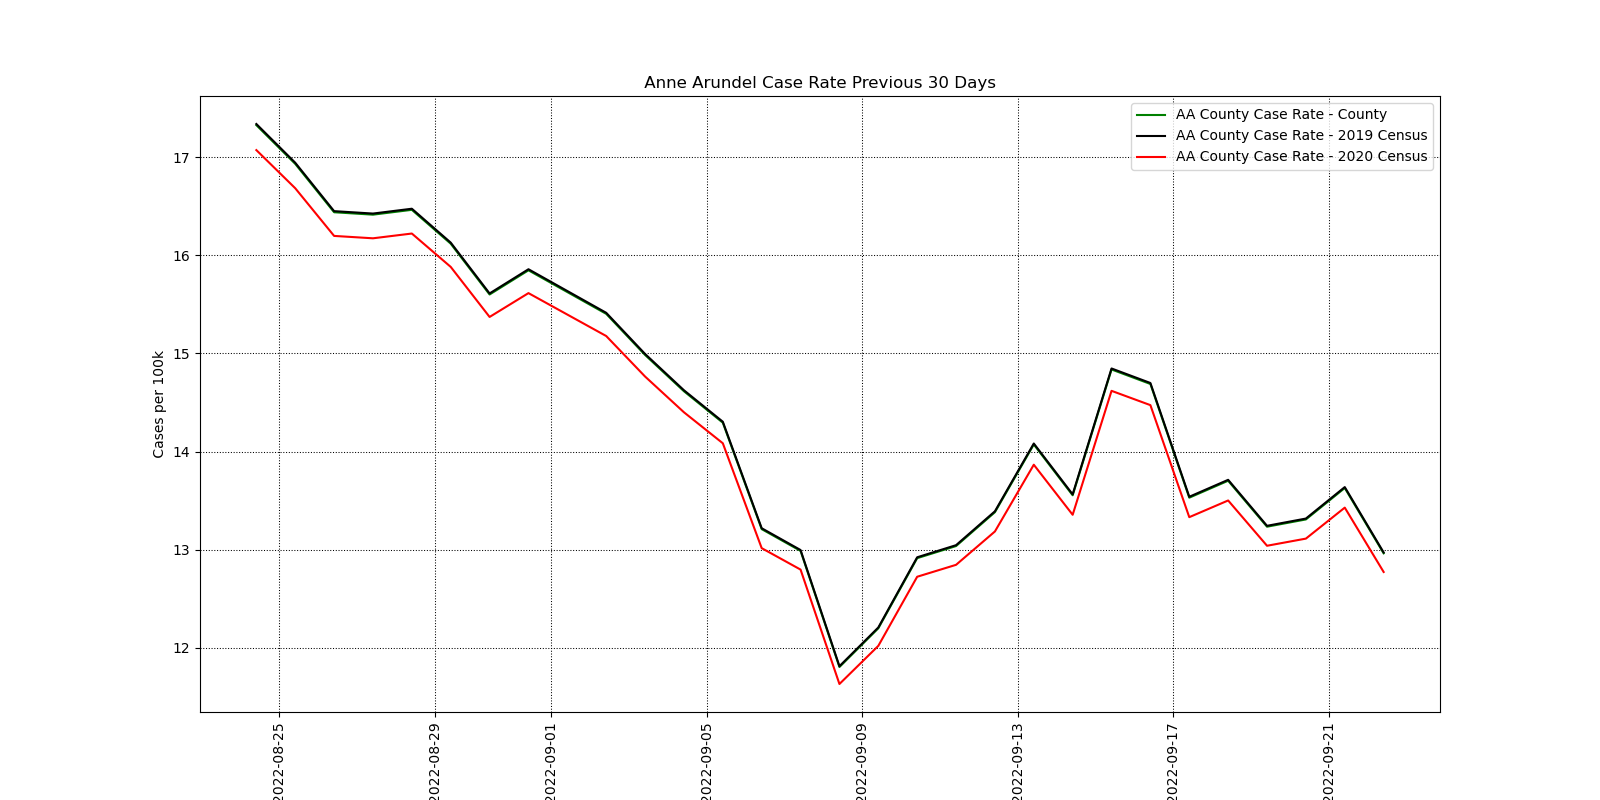 Anne Arundel Case Rate Previous 30 Days
AA County Case Rate - County
AA County Case Rate - 2019 Census
AA County Case Rate - 2020 Census
Cases per 100k
17
16
15
14
13
12
2022-08-25
2022-08-29
2022-09-01
2022-09-05
2022-09-09
2022-09-13
2022-09-17
2022-09-21